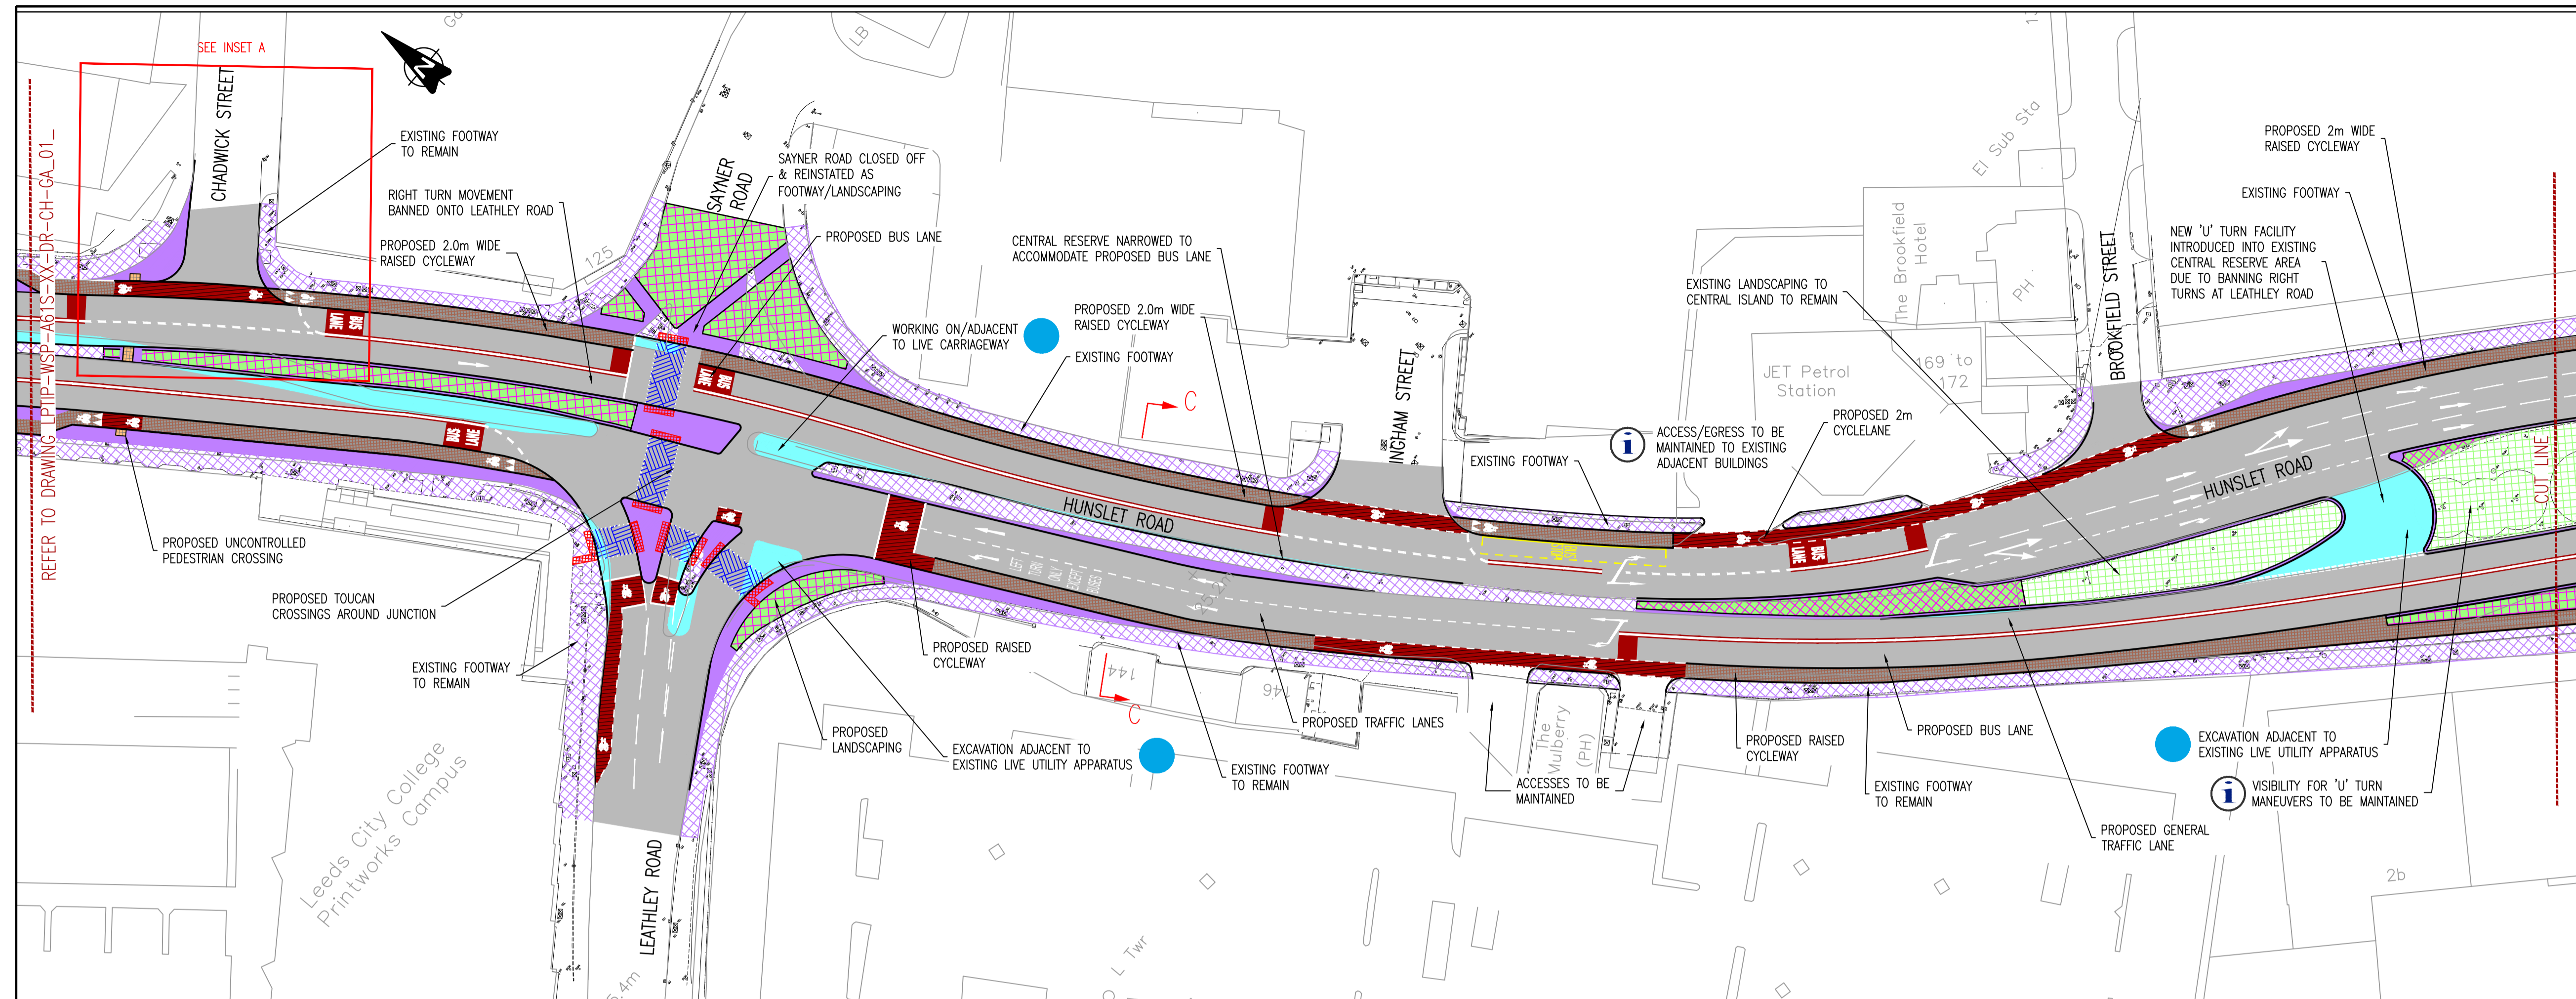 SEE INSET A
REFER TO DRAWING LPTIP-WSP-A61S-XX-DR-CH-GA_01_
CHADWICK STREET
N
EXISTING FOOTWAY
TO REMAIN
RIGHT TURN MOVEMENT
BANNED ONTO LEATHLEY ROAD
PROPOSED 2.0m WIDE
RAISED CYCLEWAY
125
SAYNER
ROAD
LB
SAYNER ROAD CLOSED OFF
& REINSTATED AS
FOOTWAY/LANDSCAPING
PROPOSED BUS LANE
WORKING ON/ADJACENT
TO LIVE CARRIAGEWAY
CENTRAL RESERVE NARROWED TO
ACCOMMODATE PROPOSED BUS LANE
PROPOSED 2.0m WIDE
RAISED CYCLEWAY
EXISTING FOOTWAY
C
INGHAM STREET
EXISTING FOOTWAY
i
ACCESS/EGRESS TO BE
MAINTAINED TO EXISTING
ADJACENT BUILDINGS
EXISTING LANDSCAPING TO
CENTRAL ISLAND TO REMAIN
JET Petrol
Station
PROPOSED 2m
CYCLELANE
The Brookfield
Hotel
PH
169 to
172
El Sub Sta
BROOKFIELD STREET
PROPOSED 2m WIDE
RAISED CYCLEWAY
EXISTING FOOTWAY
NEW 'U' TURN FACILITY
INTRODUCED INTO EXISTING
CENTRAL RESERVE AREA
DUE TO BANNING RIGHT
TURNS AT LEATHLEY ROAD
CUT LINE
BUS
LANE
BUS
LANE
BUS
LANE
BUS
LANE
HUNSLET ROAD
HUNSLET ROAD
LEFT
TURN
ONLY
EXCEPT
BUSES
PROPOSED UNCONTROLLED
PEDESTRIAN CROSSING
PROPOSED TOUCAN
CROSSINGS AROUND JUNCTION
EXISTING FOOTWAY
TO REMAIN
Leeds City College
Printworks Campus
LEATHLEY ROAD
PROPOSED
LANDSCAPING
PROPOSED RAISED
CYCLEWAY
EXCAVATION ADJACENT TO
EXISTING LIVE UTILITY APPARATUS
144
146
C
EXISTING FOOTWAY
TO REMAIN
PROPOSED TRAFFIC LANES
The
Mulberry
(PH)
ACCESSES TO BE
MAINTAINED
PROPOSED RAISED
CYCLEWAY
EXISTING FOOTWAY
TO REMAIN
PROPOSED BUS LANE
PROPOSED GENERAL
TRAFFIC LANE
EXCAVATION ADJACENT TO
EXISTING LIVE UTILITY APPARATUS
i
VISIBILITY FOR 'U' TURN
MANEUVERS TO BE MAINTAINED
2b
L Twr